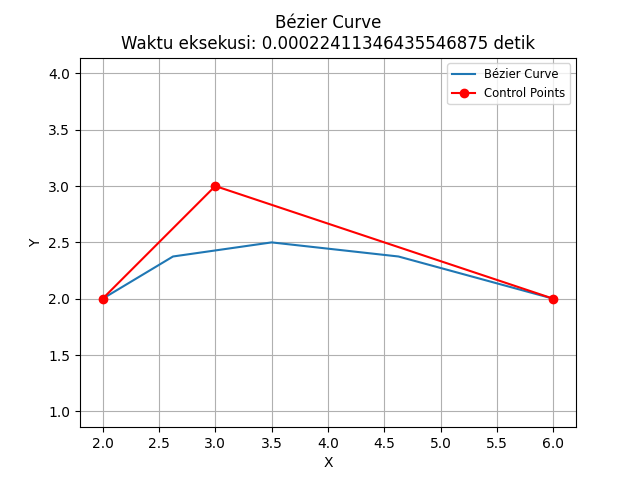 Bézier Curve
Waktu eksekusi: 0.00022411346435546875 detik
Bézier Curve
Control Points
4.0
3.5
3.0
2.5
2.0
1.5
1.0
Y
2.0 2.5 3.0 3.5 4.0 4.5 5.0 5.5 6.0
X